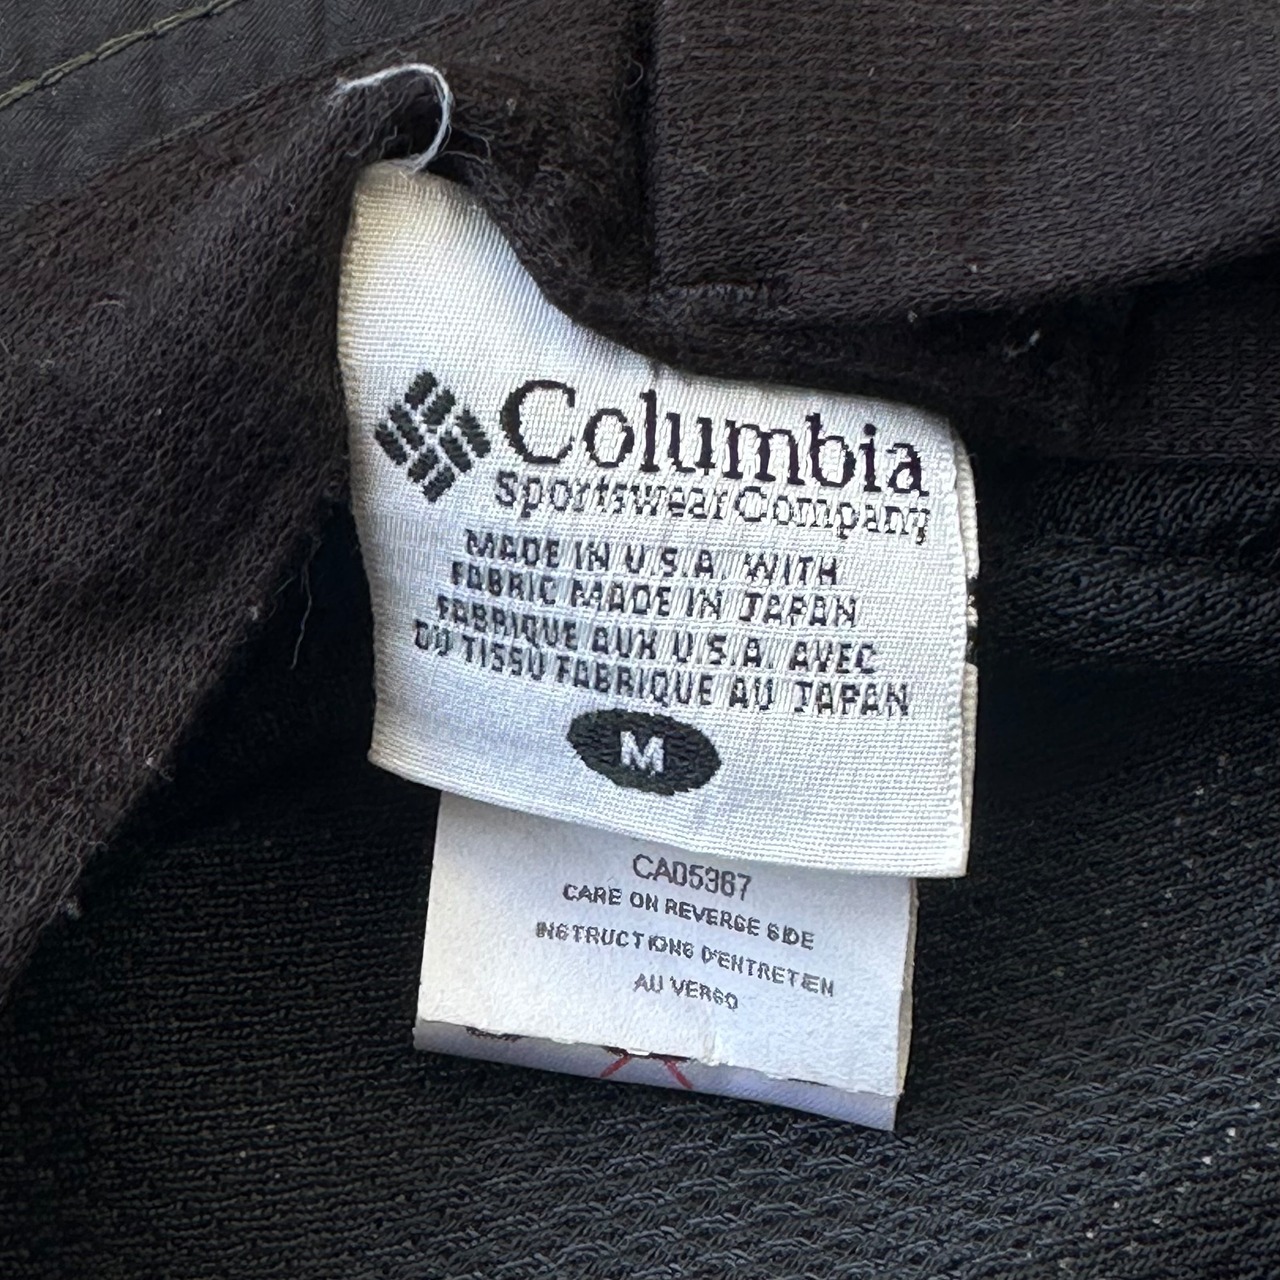 Columbia
Sportswear Company
MADE IN U.S.A. WITH
FABRIC MADE IN JAPAN
FABRIQUE AUX U.S.A. AVEC
DU TISSU FABRIQUE AU JAPAN
M
CA05367
CARE ON REVERSE SIDE
INSTRUCTIONS D'ENTRETIEN
AU VERSO